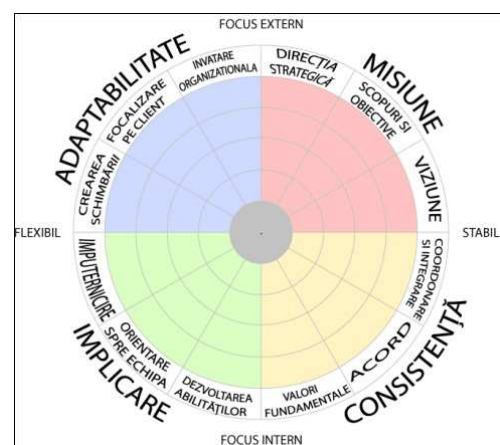 FOCUS EXTERN
ADAPTABILITATE
MISIUNE
INVATARE
ORGANIZATIONALA
DIRECȚIA
STRATEGICĂ
FOCALIZARE
PE CLIENT
SCOPURI SI
OBIECTIVE
CREAREA
SCHIMBĂRII
VIZIUNE
FLEXIBIL
STABIL
IMPUTERNICIRE
COORDONARE
SI INTEGRARE
ORIENTARE
SPRE ECHIPA
ACORD
DEZVOLTAREA
ABILITĂȚILOR
VALORI
FUNDAMENTALE
IMPLICARE
CONSISTENȚĂ
FOCUS INTERN